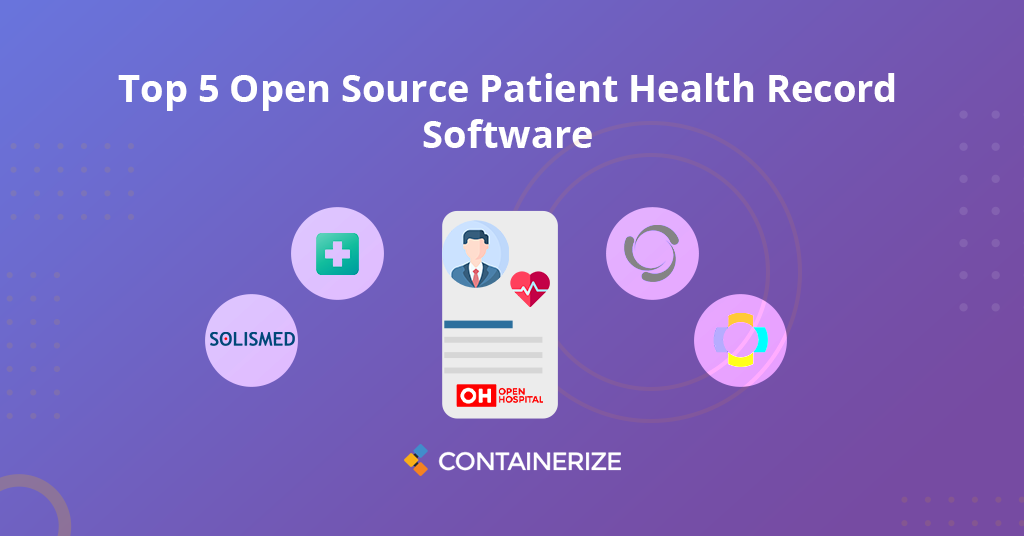 Top 5 Open Source Patient Health Record
Software
SOLISMED
OH OPEN
HOSPITAL
CONTAINERIZE